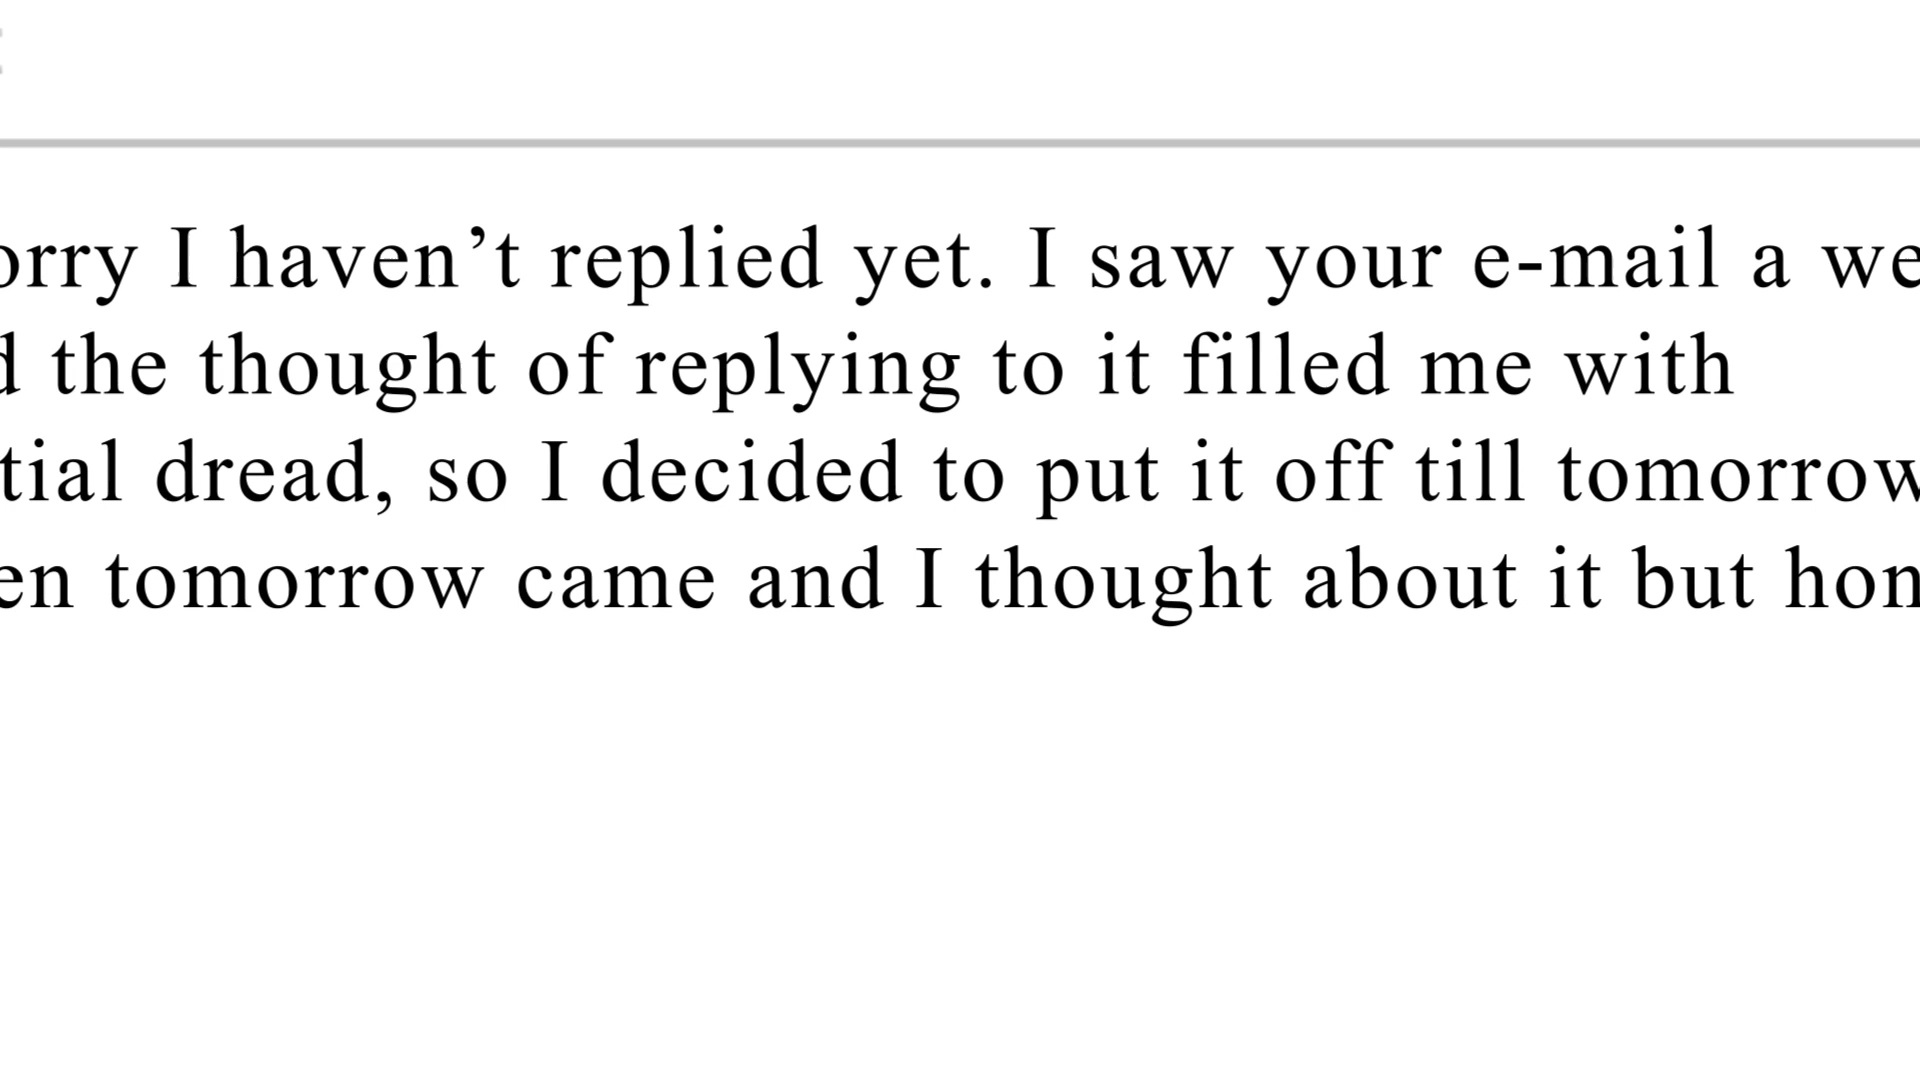 orry I haven’t replied yet. I saw your e-mail a we
d the thought of replying to it filled me with
tial dread, so I decided to put it off till tomorrow
en tomorrow came and I thought about it but hon